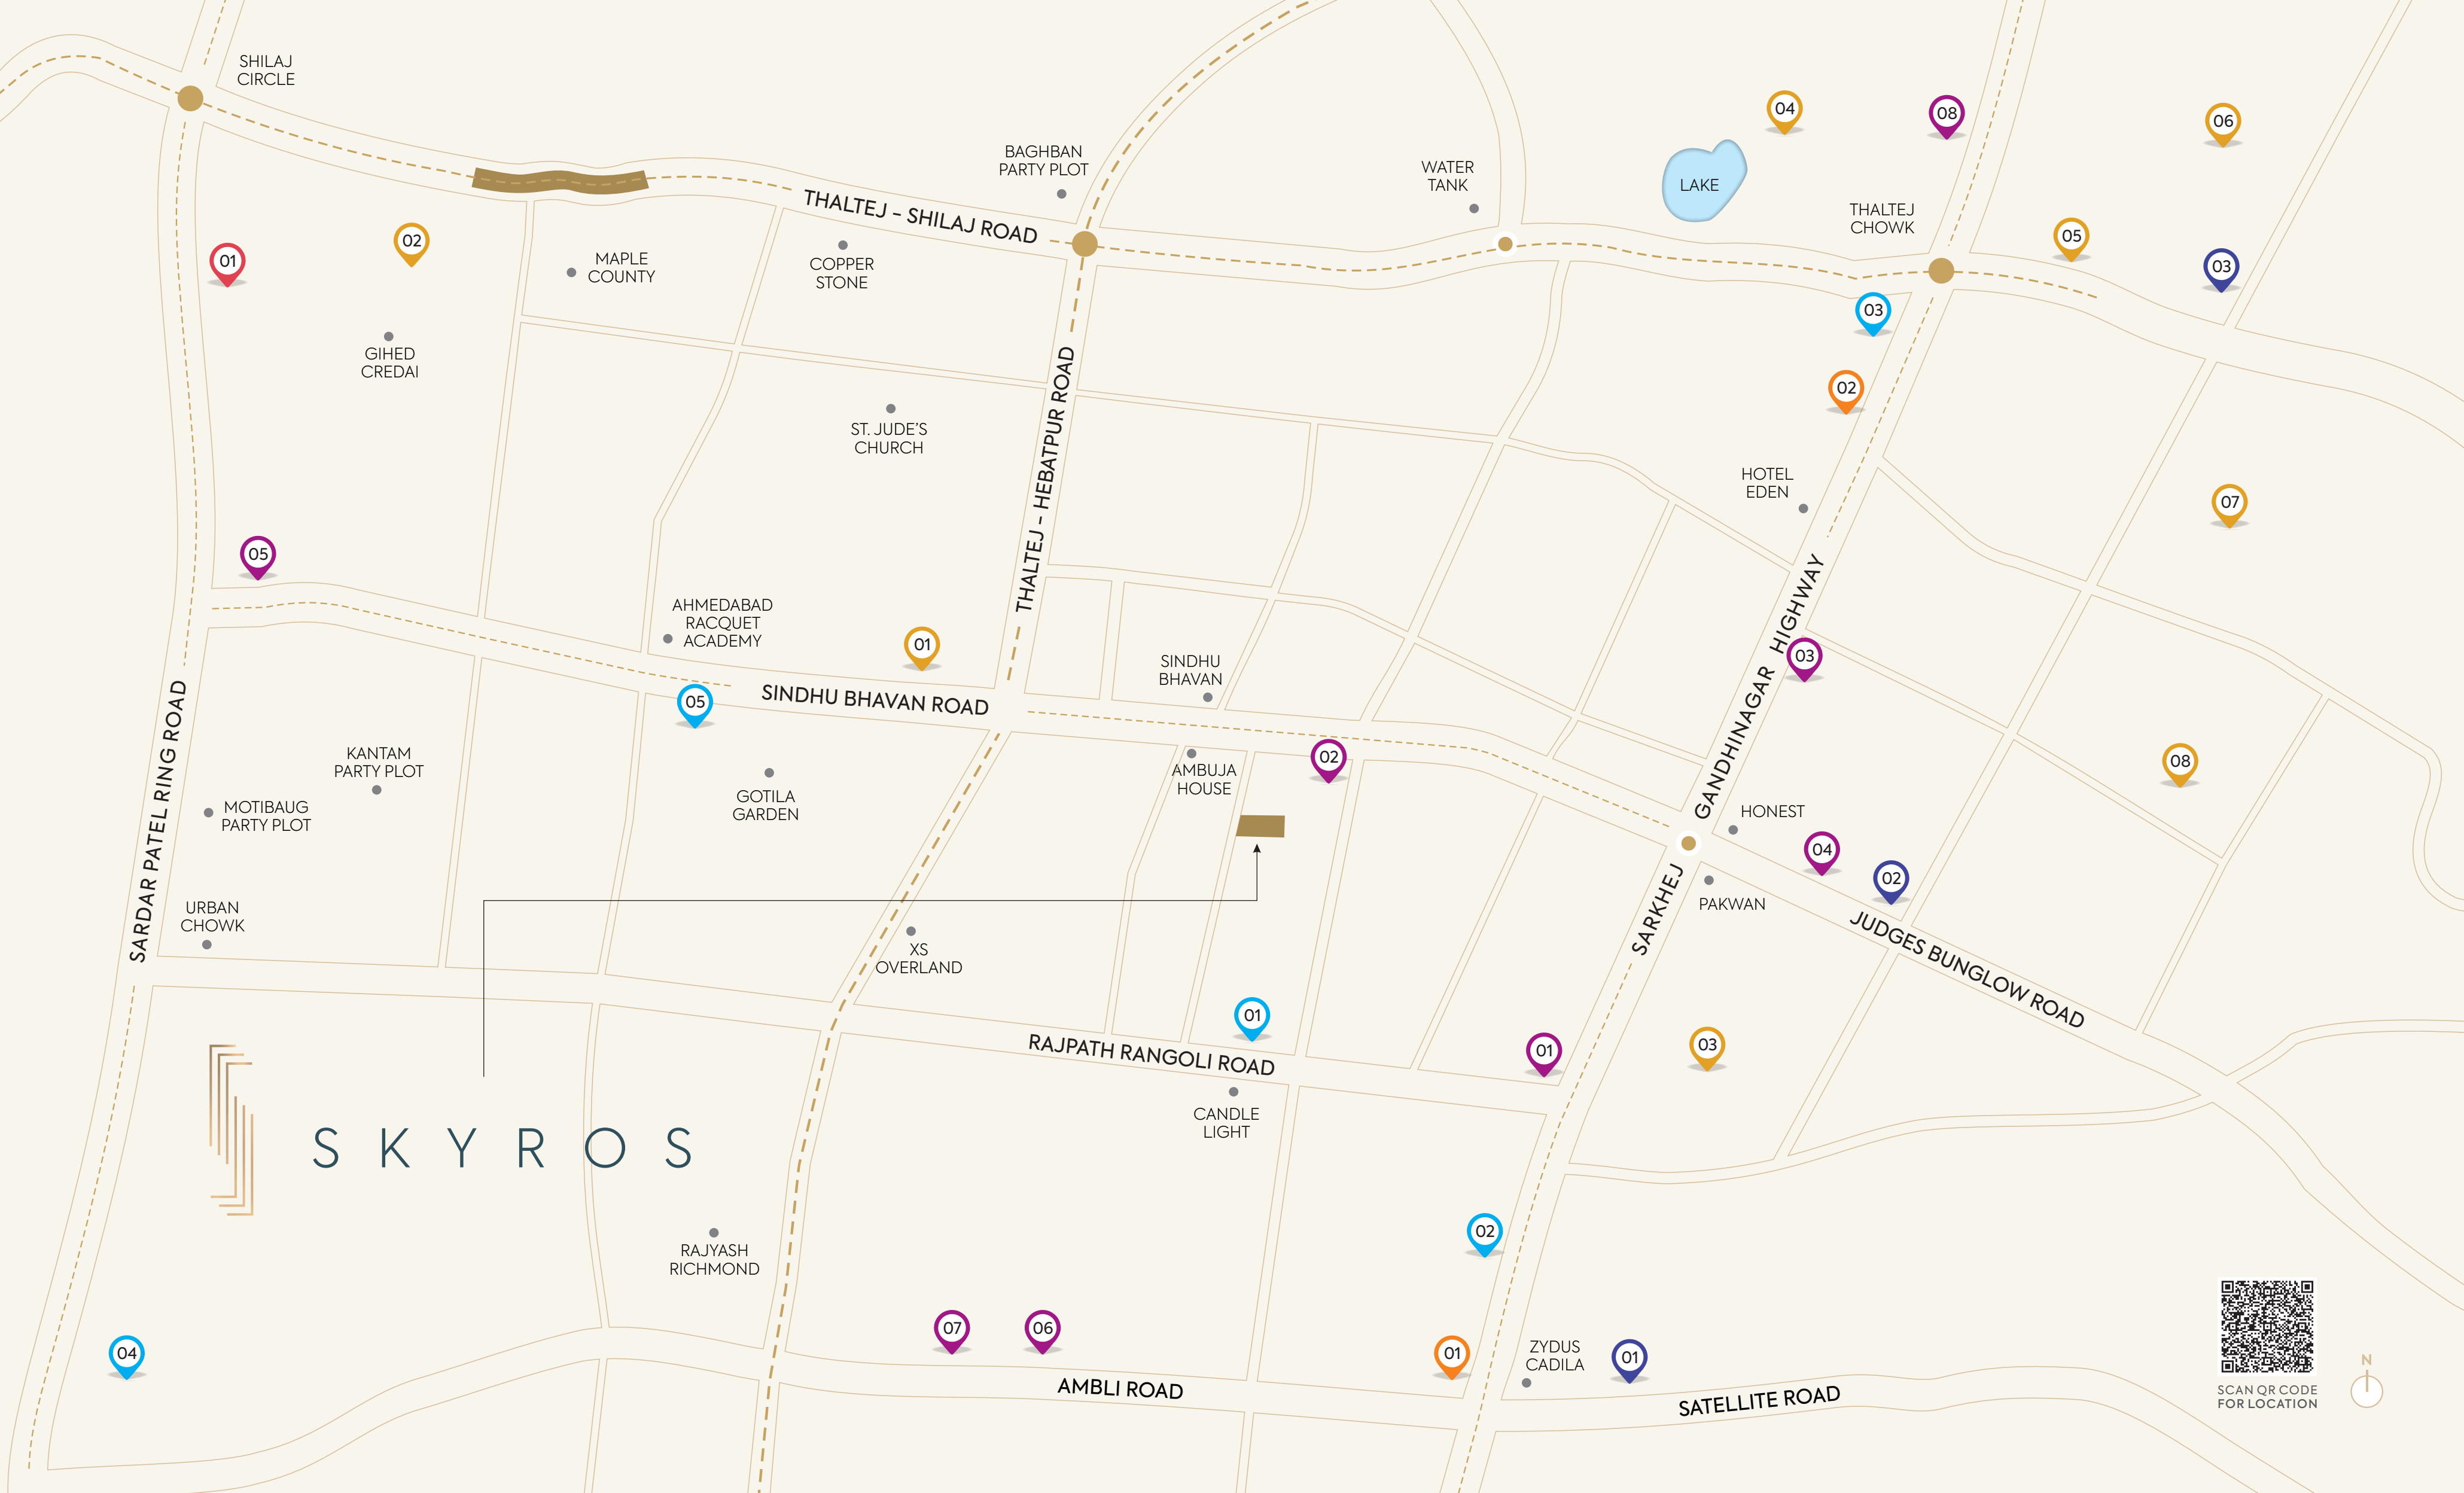 SHILAJ
CIRCLE
04
08
06
BAGHBAN
PARTY PLOT
WATER
TANK
LAKE
THALTEJ
CHOWK
THALTEJ - SHILAJ ROAD
05
03
01
02
MAPLE
COUNTY
COPPER
STONE
03
02
GIHED
CREDAI
ST. JUDE'S
CHURCH
THALTEJ - HEBATPUR ROAD
HOTEL
EDEN
07
05
AHMEDABAD
RACQUET
ACADEMY
01
SINDHU
BHAVAN
GANDHINAGAR HIGHWAY
03
05
SINDHU BHAVAN ROAD
SARDAR PATEL RING ROAD
KANTAM
PARTY PLOT
GOTILA
GARDEN
AMBUJA
HOUSE
02
08
MOTIBAUG
PARTY PLOT
HONEST
04
02
URBAN
CHOWK
SARKHEJ
PAKWAN
JUDGES BUNGLOW ROAD
XS
OVERLAND
01
RAJPATH RANGOLI ROAD
01
03
CANDLE
LIGHT
SKYROS
RAJYASH
RICHMOND
02
04
07
06
01
ZYDUS
CADILA
01
AMBLI ROAD
SATELLITE ROAD
SCAN QR CODE
FOR LOCATION
N